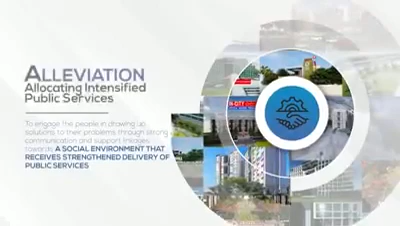 ALLEVIATION
Allocating Intensified
Public Services
To engage the people in drawing up
solutions to their problems through strong
communication and support linkages
towards A SOCIAL ENVIRONMENT THAT
RECEIVES STRENGTHENED DELIVERY OF
PUBLIC SERVICES